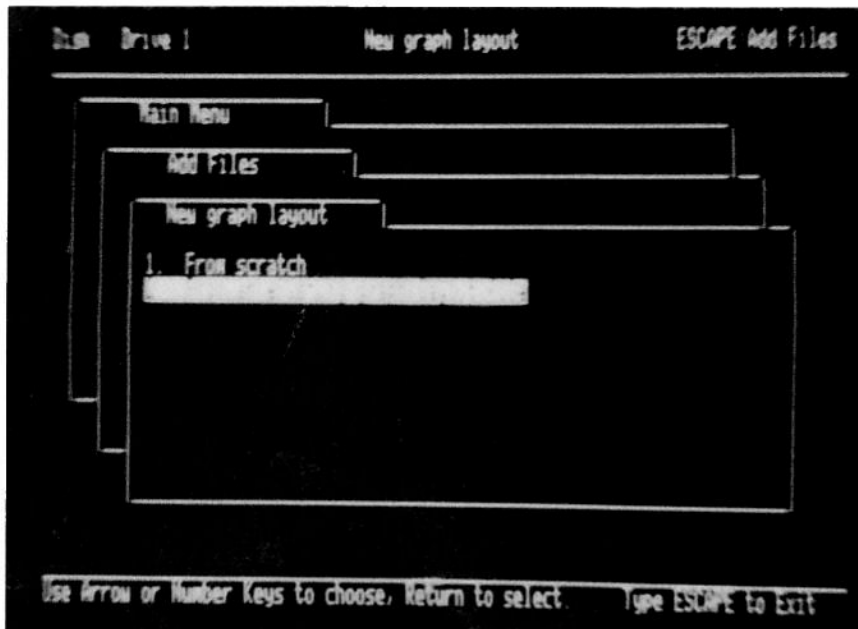 Disk Drive 1 New graph layout ESCAPE Add Files
Main Menu
Add Files
New graph layout
1. From scratch
Use Arrow or Number Keys to choose, Return to select. Type ESCAPE to Exit